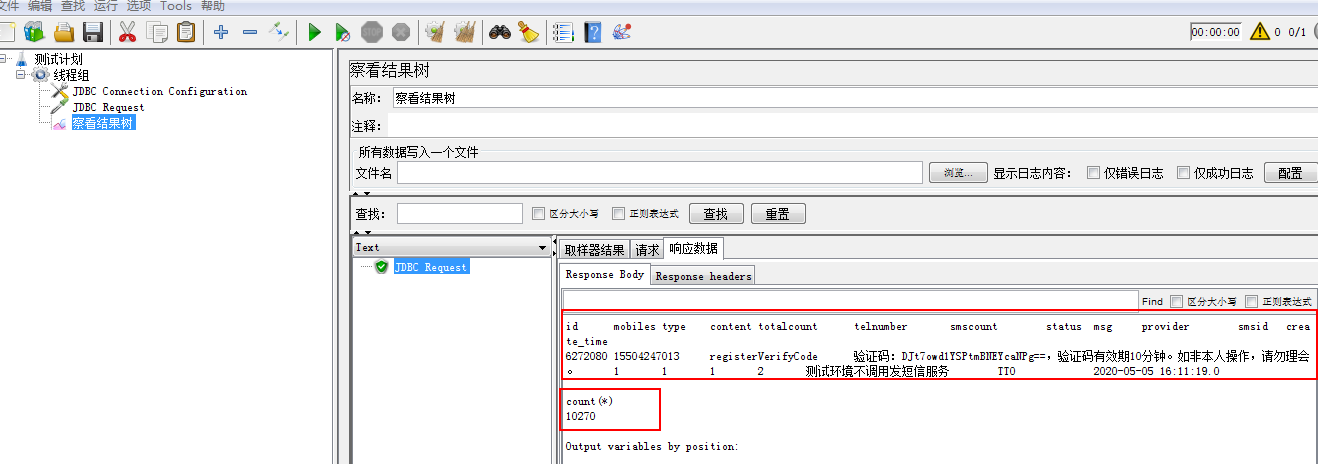 文件 编辑 查找 运行 选项 Tools 帮助
STOP STOP ? 00:00:00 0 0/1
测试计划
线程组
JDBC Connection Configuration
JDBC Request
察看结果树
察看结果树
名称: 察看结果树
注释:
所有数据写入一个文件
文件名 浏览... 显示日志内容: 仅错误日志 仅成功日志 配置
查找: 区分大小写 正则表达式 查找 重置
Text
JDBC Request
取样器结果 请求 响应数据
Response Body Response headers
Find 区分大小写 正则表达式
id mobiles type content totalcount telnumber smscount status msg provider smsid crea
te_time
6272080 15504247013 registerVerifyCode 验证码：DJt7owd1YSPtmBNEYcaNPg==，验证码有效期10分钟。如非本人操作，请勿理会
。 1 1 1 2 测试环境不调用发短信服务 TT0 2020-05-05 16:11:19.0
count(*)
10270
Output variables by position: